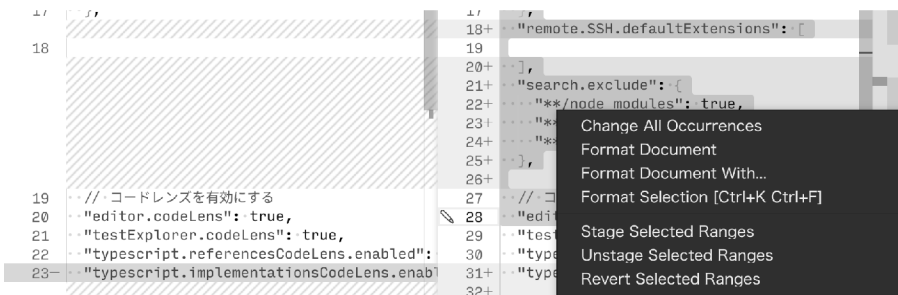 17 },
18
19 ··//·コードレンズを有効にする
20 ··"editor.codeLens":·true,
21 ··"testExplorer.codeLens":·true,
22 ··"typescript.referencesCodeLens.enabled":
23− ··"typescript.implementationsCodeLens.enabl
17 },
18+ ··"remote.SSH.defaultExtensions":·[
19
20+ ··],
21+ ··"search.exclude":·{
22+ ····"**/node_modules":·true,
23+ ····"**
24+ ····"**
25+ ··},
26+
27 ··//·コ
28 ··"edit
29 ··"test
30 ··"type
31+ ··"type
32+
Change All Occurrences
Format Document
Format Document With...
Format Selection [Ctrl+K Ctrl+F]
Stage Selected Ranges
Unstage Selected Ranges
Revert Selected Ranges